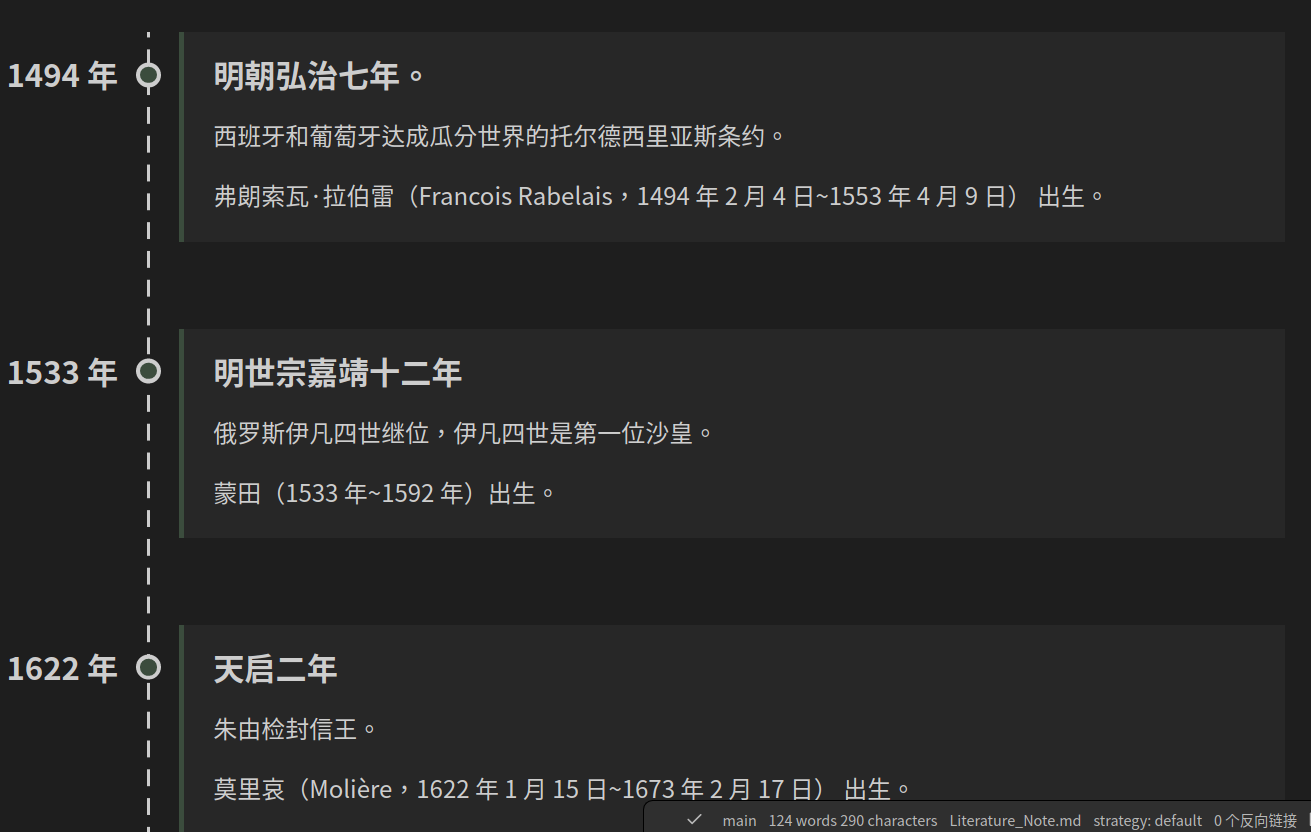 1494 年
明朝弘治七年。
西班牙和葡萄牙达成瓜分世界的托尔德西里亚斯条约。
弗朗索瓦·拉伯雷（Francois Rabelais，1494 年 2 月 4 日~1553 年 4 月 9 日） 出生。
1533 年
明世宗嘉靖十二年
俄罗斯伊凡四世继位，伊凡四世是第一位沙皇。
蒙田（1533 年~1592 年）出生。
1622 年
天启二年
朱由检封信王。
莫里哀（Molière，1622 年 1 月 15 日~1673 年 2 月 17 日） 出生。
main 124 words 290 characters Literature_Note.md strategy: default 0 个反向链接